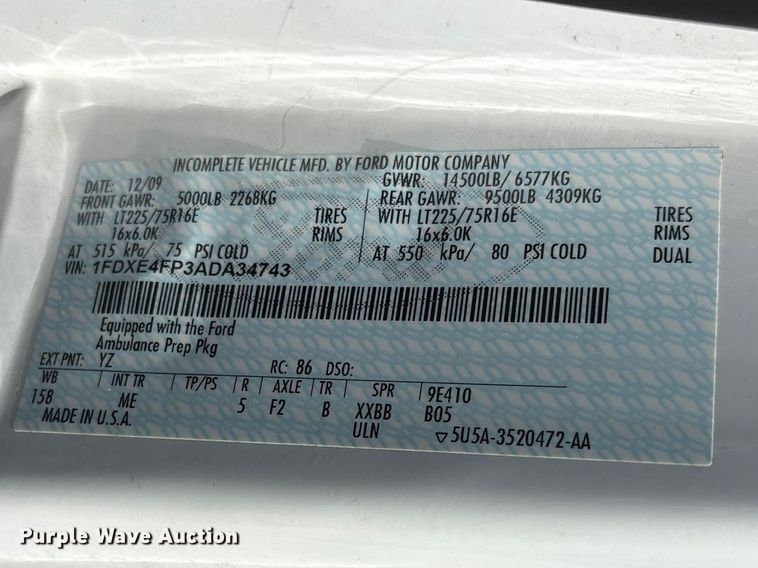 INCOMPLETE VEHICLE MFD. BY FORD MOTOR COMPANY
DATE: 12/09 GVWR: 14500LB/ 6577KG
FRONT GAWR: 5000LB 2268KG REAR GAWR: 9500LB 4309KG
WITH LT225/75R16E TIRES WITH LT225/75R16E TIRES
16x6.0K RIMS 16x6.0K RIMS
AT 515 kPa/ 75 PSI COLD AT 550 kPa/ 80 PSI COLD DUAL
VIN: 1FDXE4FP3ADA34743
Equipped with the Ford
Ambulance Prep Pkg
EXT PNT: YZ RC: 86 DSO:
WB INT TR TP/PS R AXLE TR SPR 9E410
158 ME 5 F2 B XXBB B05
MADE IN U.S.A. ULN ▽5U5A-3520472-AA
Purple Wave Auction